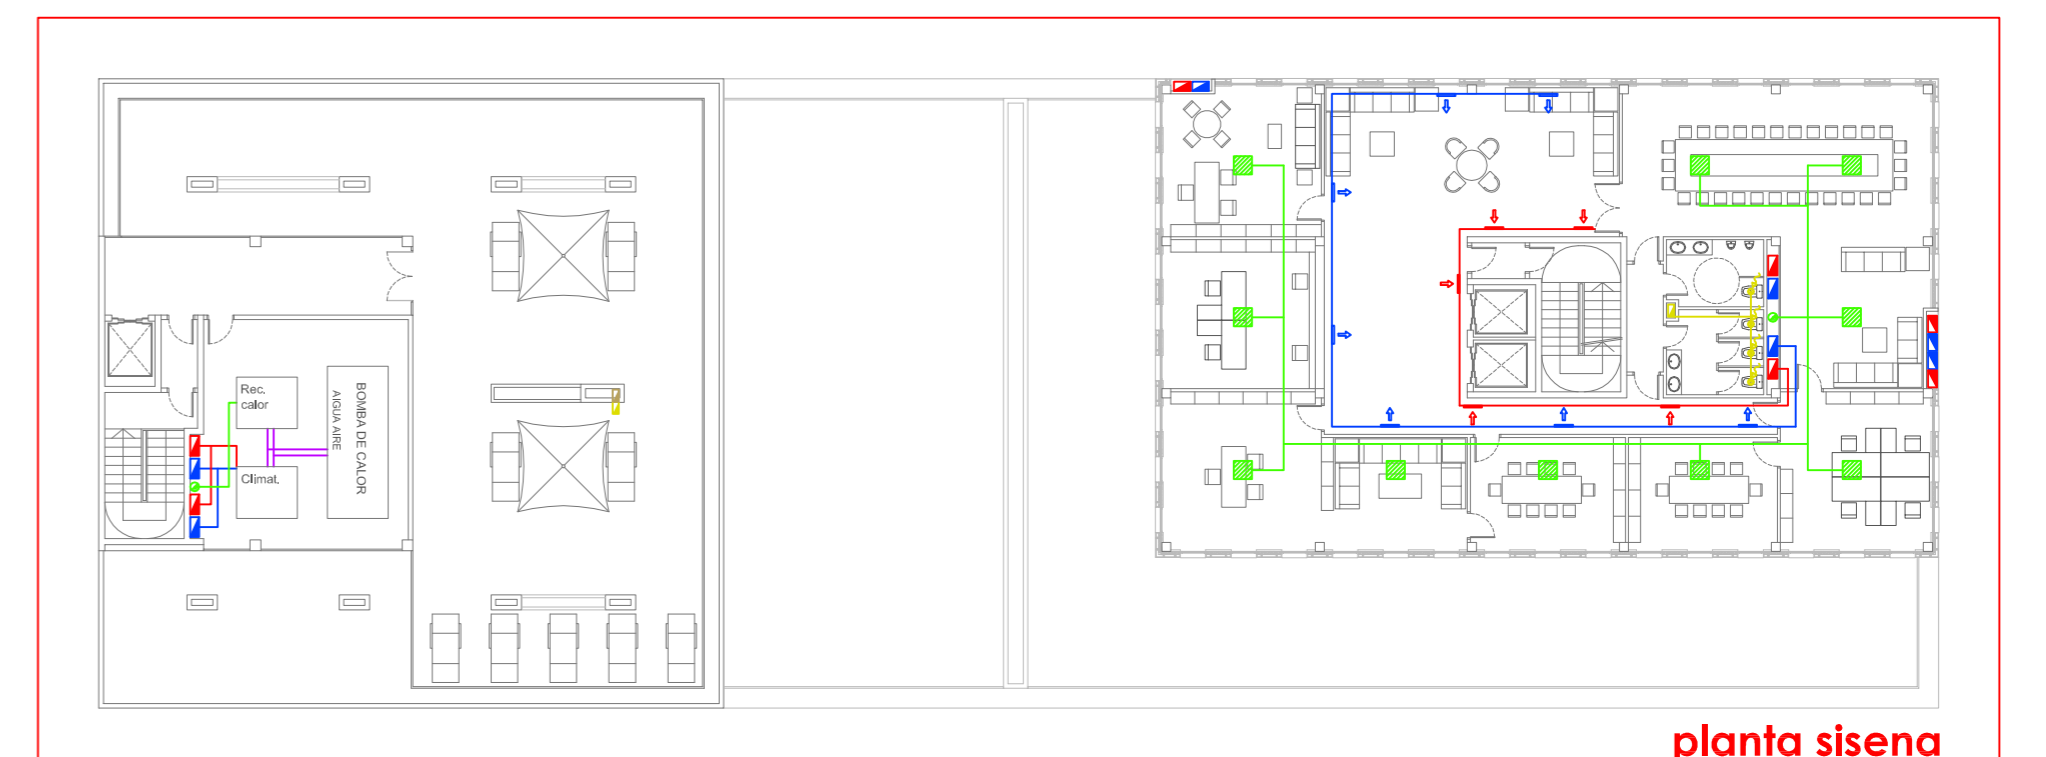 Rec.
calor
Climat.
AIGUA AIRE
BOMBA DE CALOR
planta sisena